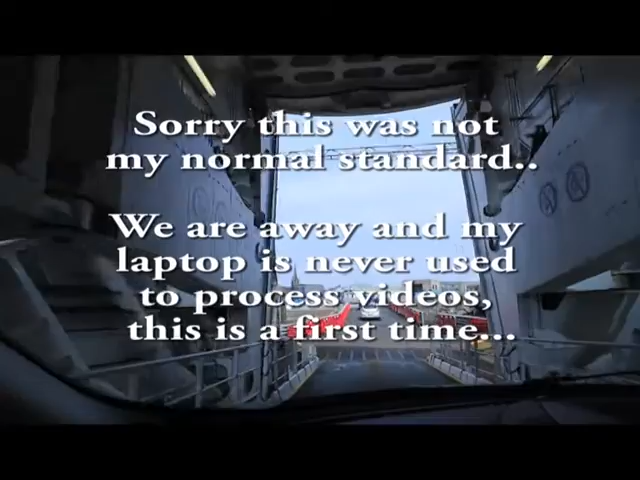 Sorry this was not
my normal standard..
We are away and my
laptop is never used
to process videos,
this is a first time...